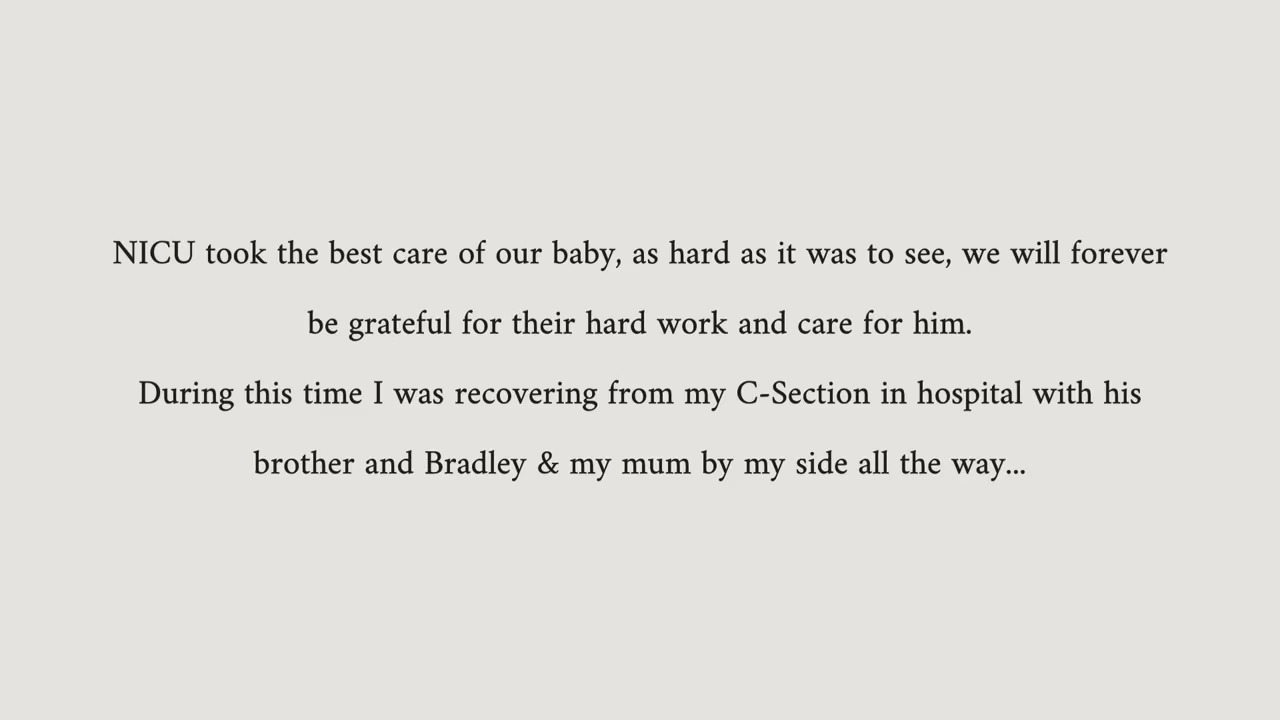 NICU took the best care of our baby, as hard as it was to see, we will forever
be grateful for their hard work and care for him.
During this time I was recovering from my C-Section in hospital with his
brother and Bradley & my mum by my side all the way...